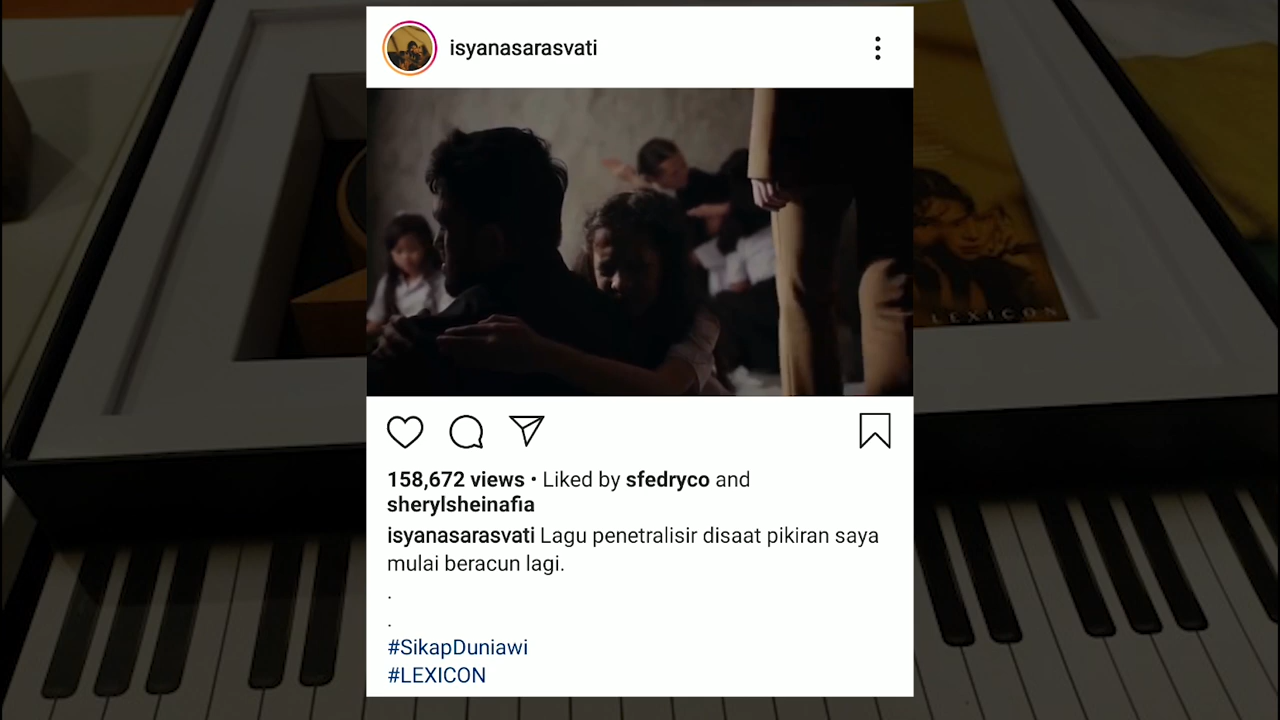 isyanasarasvati
LEXICON
158,672 views • Liked by sfedryco and
sherylsheinafia
isyanasarasvati Lagu penetralisir disaat pikiran saya
mulai beracun lagi.
.
.
#SikapDuniawi
#LEXICON